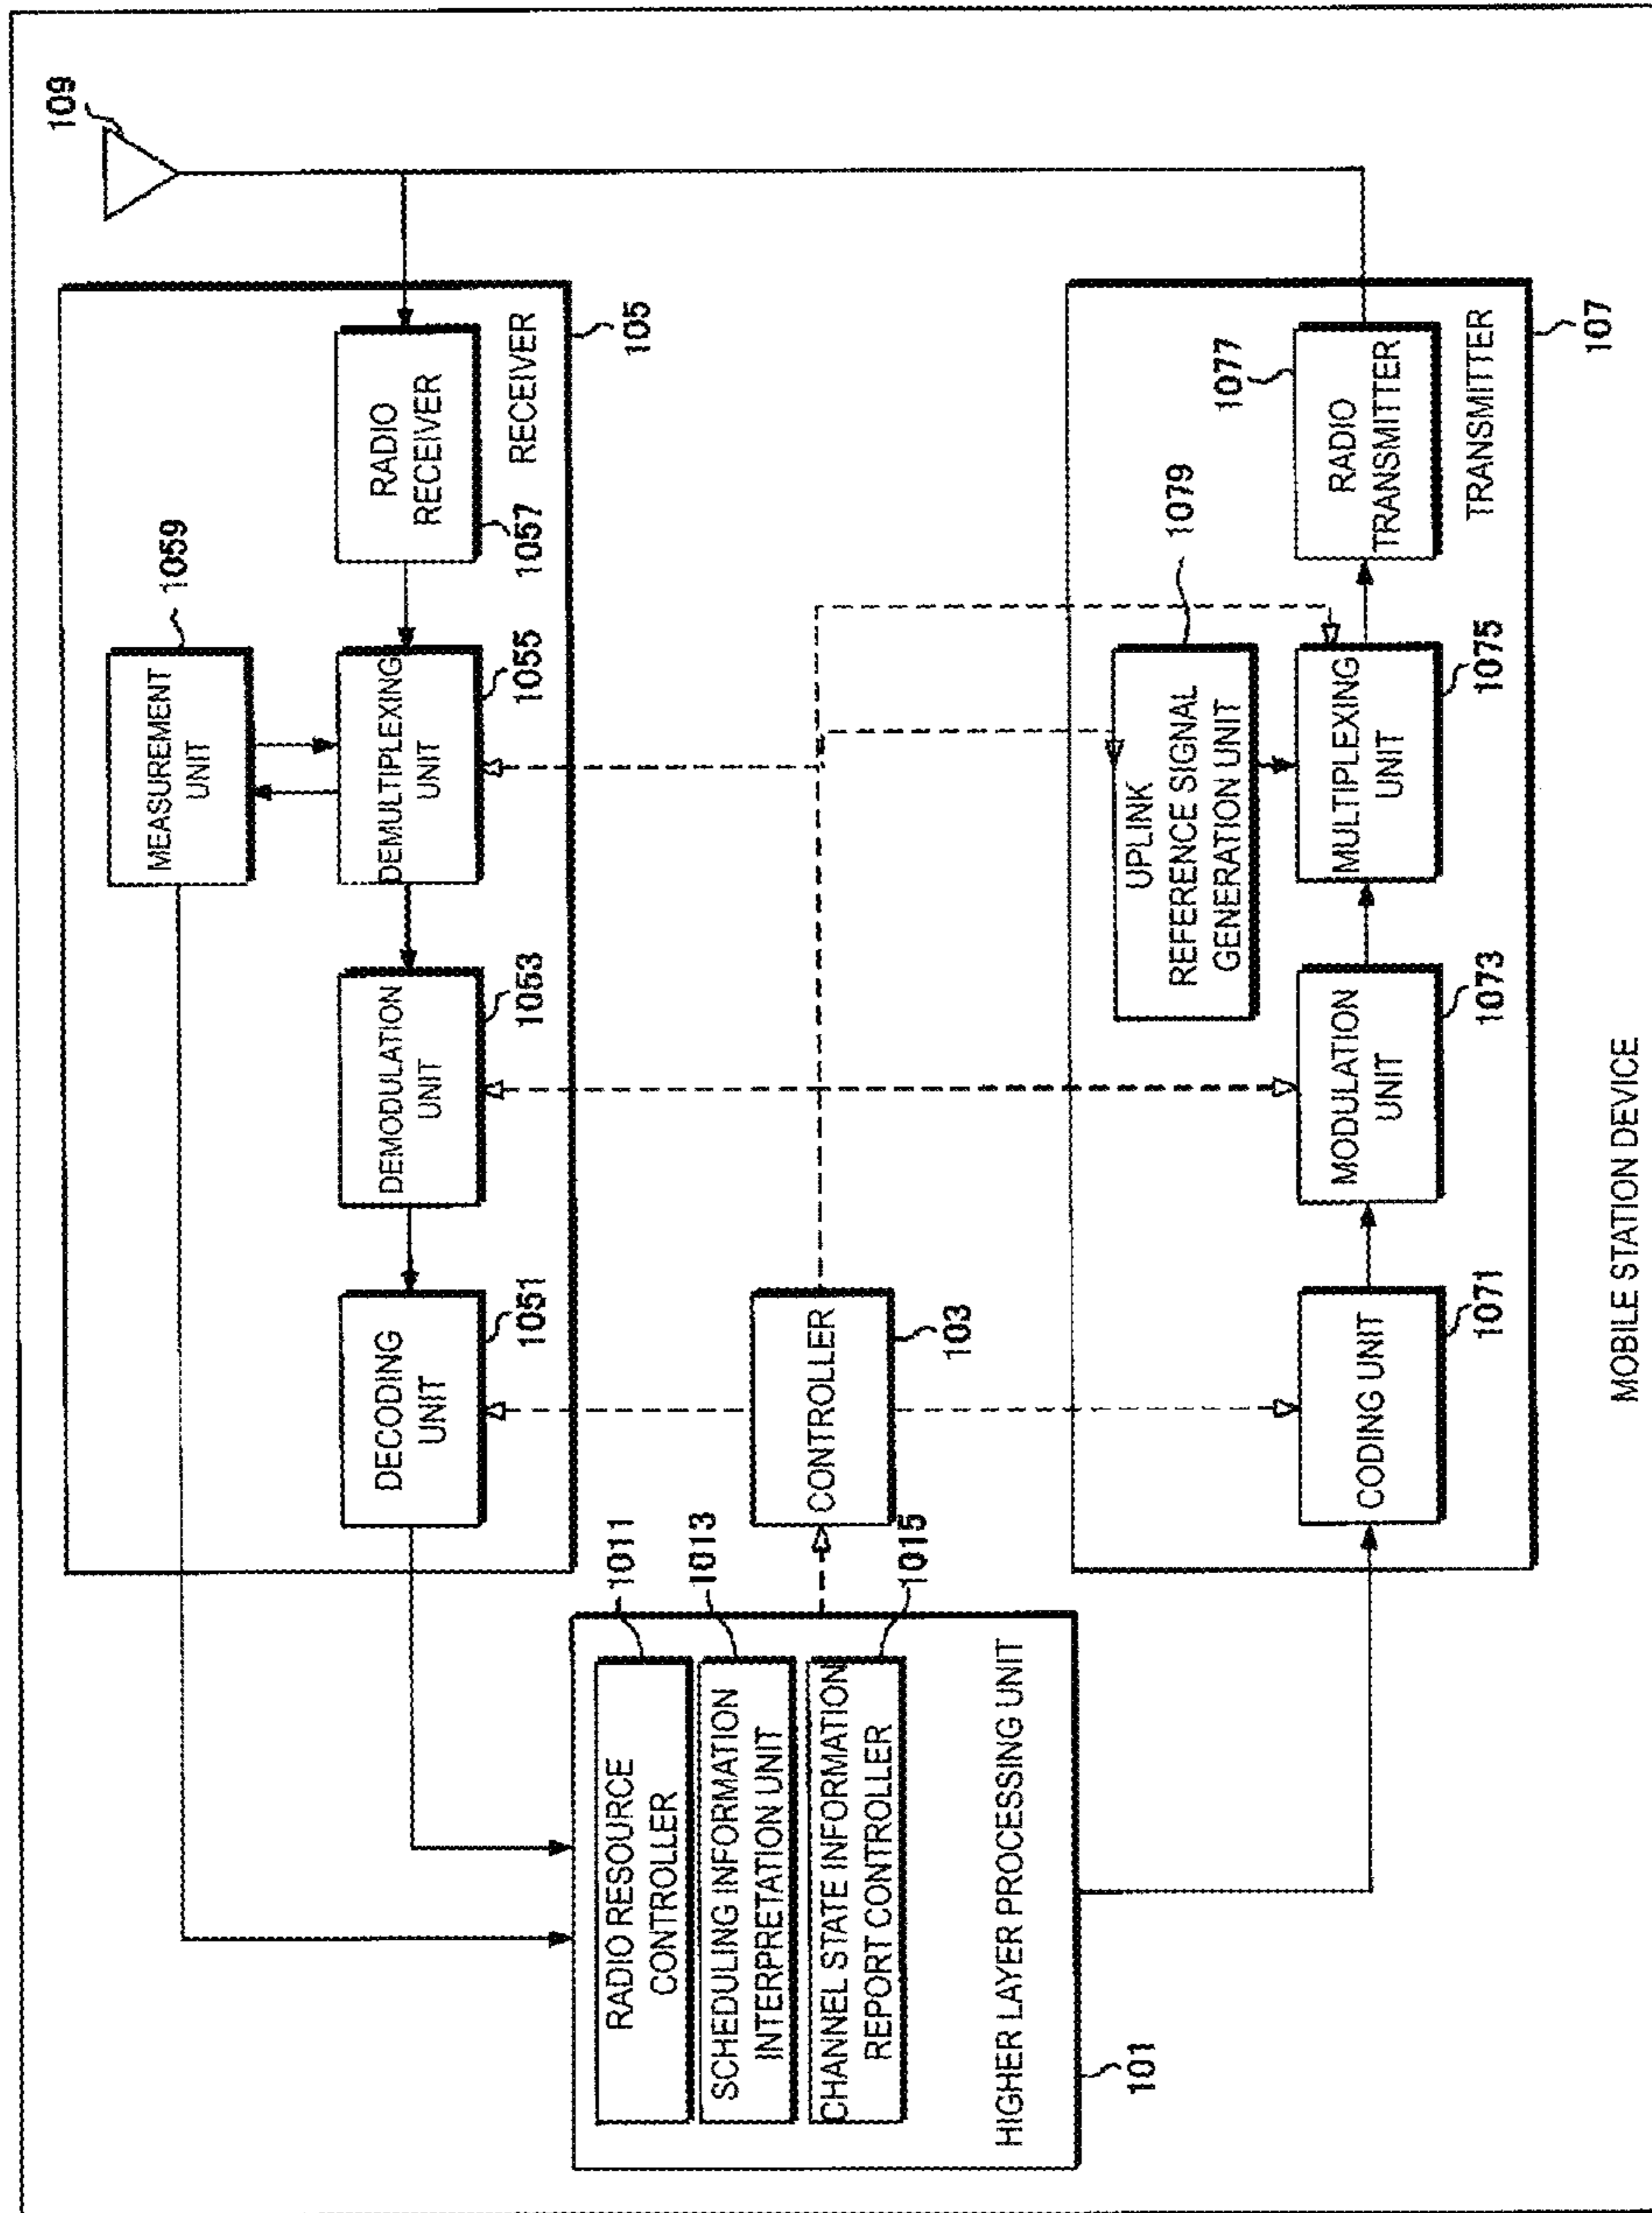 109
1059
MEASUREMENT
UNIT
RADIO
RECEIVER
1057
DEMULTIPLEXING
UNIT
1055
DEMODULATION
UNIT
1053
DECODING
UNIT
1051
RECEIVER
105
RADIO RESOURCE
CONTROLLER
1011
SCHEDULING INFORMATION
INTERPRETATION UNIT
1013
CHANNEL STATE INFORMATION
REPORT CONTROLLER
1015
HIGHER LAYER PROCESSING UNIT
101
CONTROLLER
103
UPLINK
REFERENCE SIGNAL
GENERATION UNIT
1079
CODING UNIT
1071
MODULATION
UNIT
1073
MULTIPLEXING
UNIT
1075
RADIO
TRANSMITTER
1077
TRANSMITTER
107
MOBILE STATION DEVICE